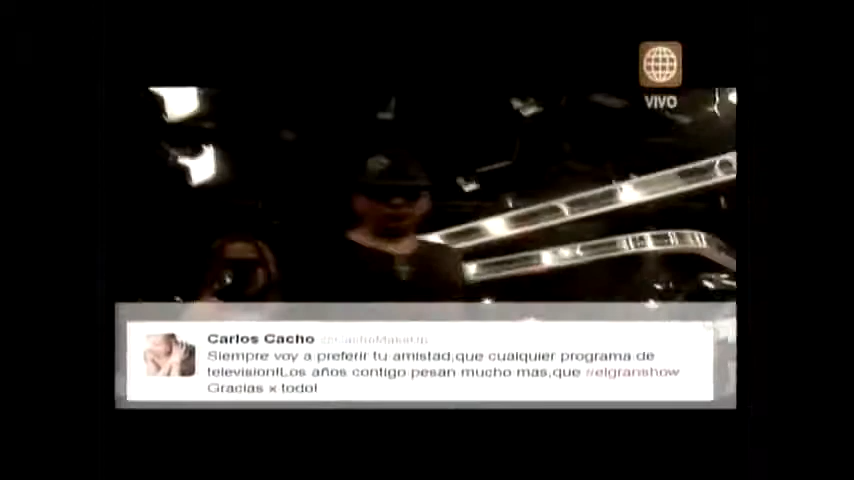 VIVO
Carlos Cacho @CachoMakeUp
Siempre voy a preferir tu amistad,que cualquier programa de
television!Los años contigo pesan mucho mas,que #elgranshow
Gracias x todo!